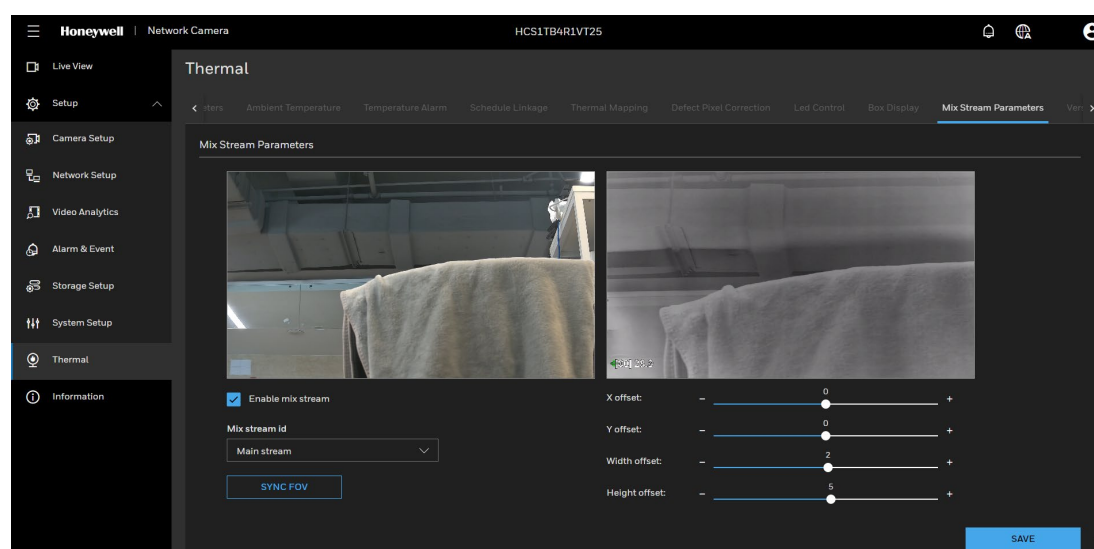 Honeywell | Network Camera
HCS1TB4R1VT25
Live View
Setup
Camera Setup
Network Setup
Video Analytics
Alarm & Event
Storage Setup
System Setup
Thermal
Information
Thermal
Ambient Temperature
Temperature Alarm
Schedule Linkage
Thermal Mapping
Defect Pixel Correction
Led Control
Box Display
Mix Stream Parameters
Mix Stream Parameters
Enable mix stream
Mix stream id
Main stream
SYNC FOV
X offset: - 0 +
Y offset: - 0 +
Width offset: - 2 +
Height offset: - 5 +
SAVE